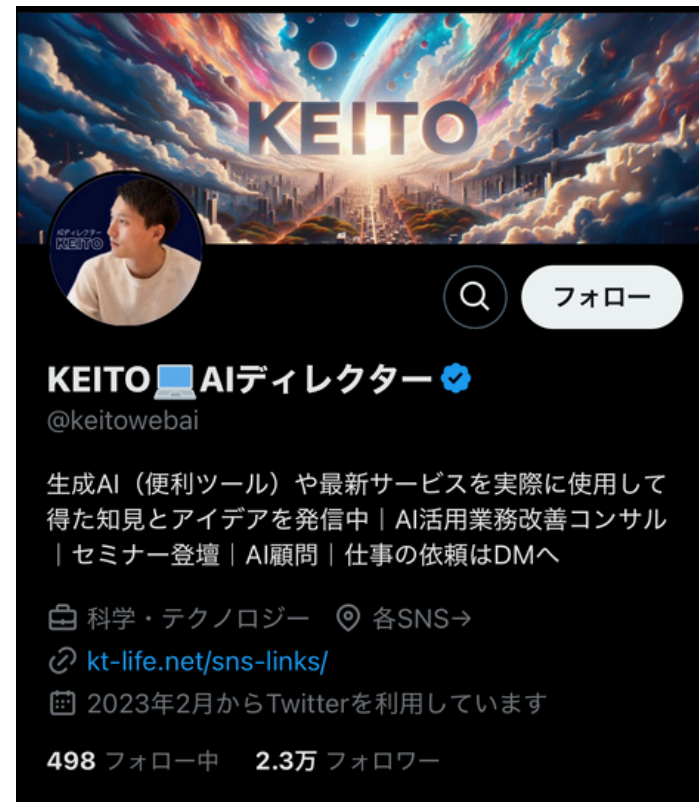 KEITO
AIディレクター
KEITO
フォロー
KEITO💻AIディレクター
@keitowebai
生成AI（便利ツール）や最新サービスを実際に使用して
得た知見とアイデアを発信中｜AI活用業務改善コンサル
｜セミナー登壇｜AI顧問｜仕事の依頼はDMへ
科学・テクノロジー 各SNS→
kt-life.net/sns-links/
2023年2月からTwitterを利用しています
498 フォロー中 2.3万 フォロワー